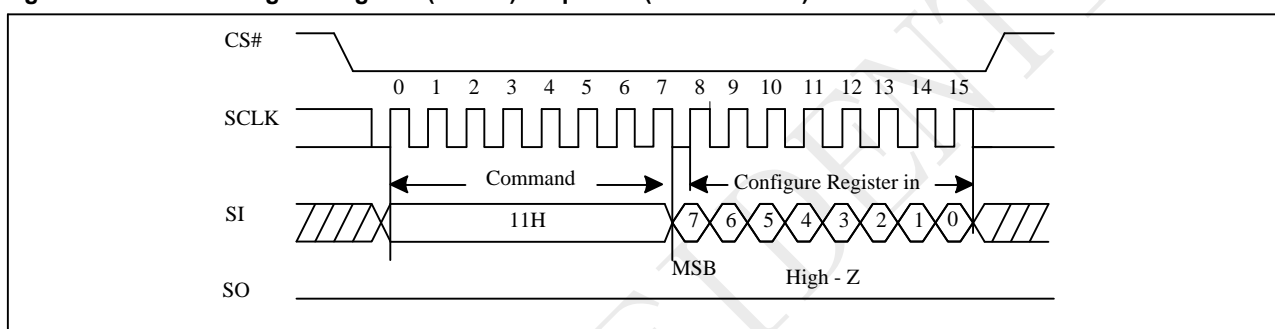 CS#
0 1 2 3 4 5 6 7 8 9 10 11 12 13 14 15
SCLK
Command Configure Register in
SI 11H 7 6 5 4 3 2 1 0
MSB High - Z
SO